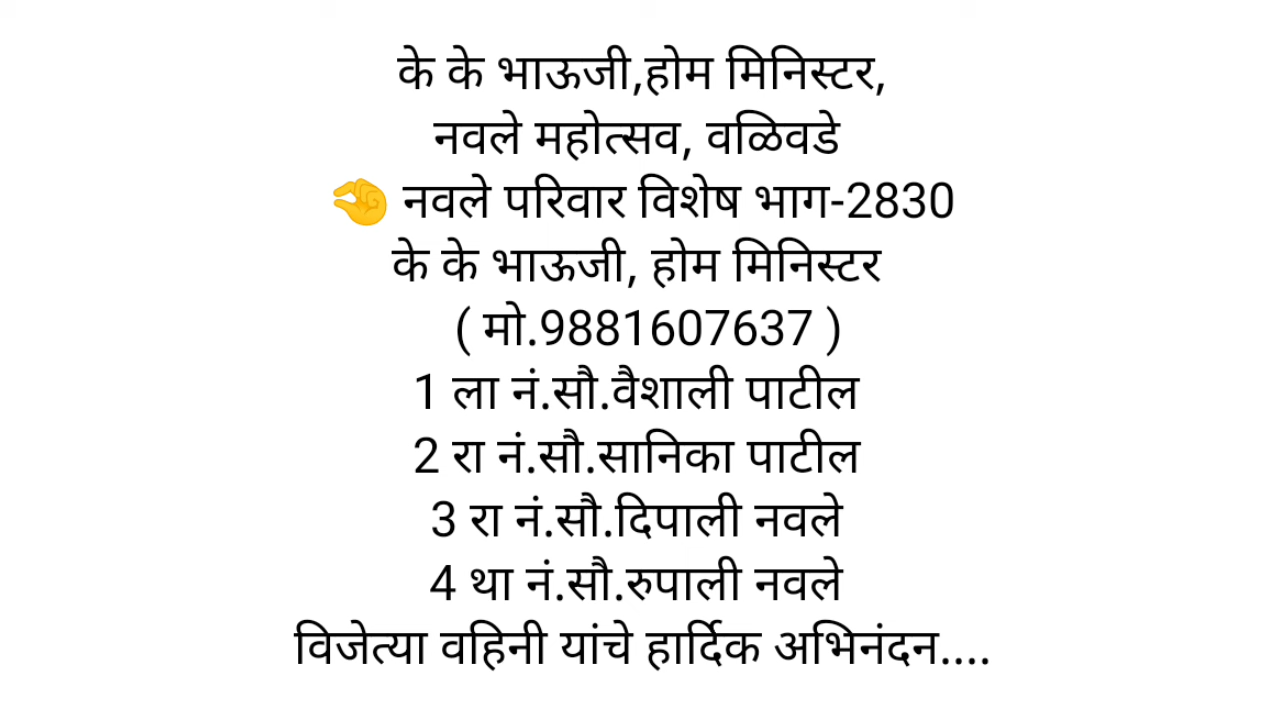 के के भाऊजी,होम मिनिस्टर,
नवले महोत्सव, वळिवडे
🤏 नवले परिवार विशेष भाग-2830
के के भाऊजी, होम मिनिस्टर
( मो.9881607637 )
1 ला नं.सौ.वैशाली पाटील
2 रा नं.सौ.सानिका पाटील
3 रा नं.सौ.दिपाली नवले
4 था नं.सौ.रुपाली नवले
विजेत्या वहिनी यांचे हार्दिक अभिनंदन....